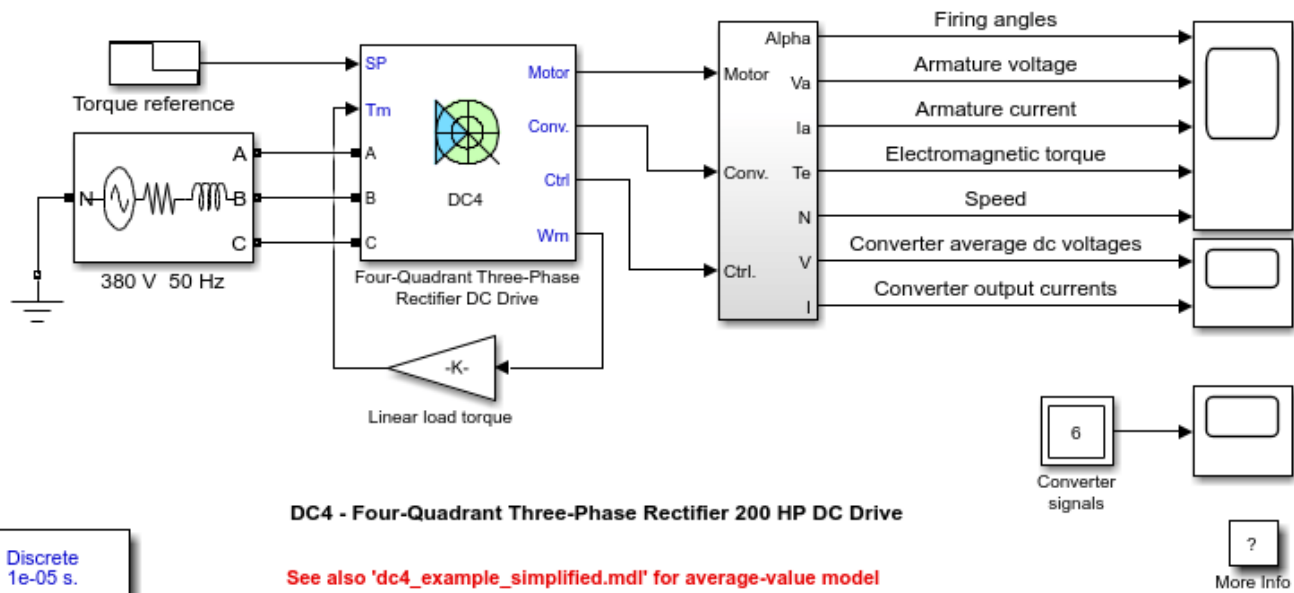 Firing angles
Alpha
Armature voltage
SP
Motor
Motor
Va
Torque reference
Tm
Armature current
Conv.
Ia
A
A
Electromagnetic torque
Ctrl
Conv.
Te
N
B
B
DC4
Speed
N
C
C
Wm
Converter average dc voltages
V
380 V 50 Hz
Four-Quadrant Three-Phase
Rectifier DC Drive
Ctrl.
Converter output currents
I
-K-
Linear load torque
6
Converter
signals
DC4 - Four-Quadrant Three-Phase Rectifier 200 HP DC Drive
Discrete
1e-05 s.
?
See also 'dc4_example_simplified.mdl' for average-value model
More Info